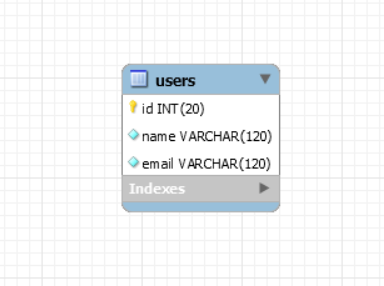 users
id INT(20)
name VARCHAR(120)
email VARCHAR(120)
Indexes